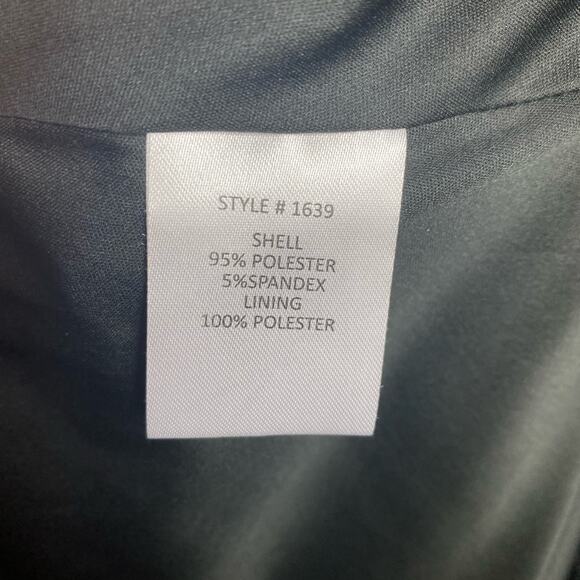 STYLE # 1639
SHELL
95% POLESTER
5%SPANDEX
LINING
100% POLESTER